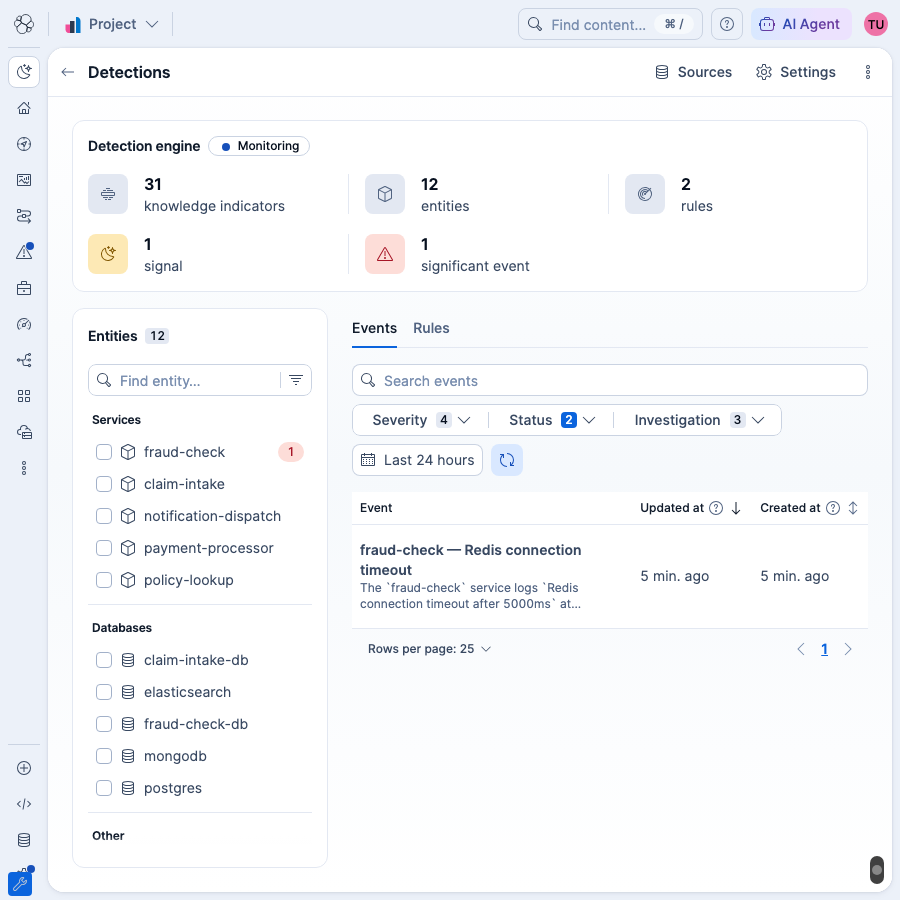 Project
Find content...
⌘ /
AI Agent
TU
Detections
Sources
Settings
Detection engine
Monitoring
31
knowledge indicators
12
entities
2
rules
1
signal
1
significant event
Entities 12
Find entity...
Services
fraud-check 1
claim-intake
notification-dispatch
payment-processor
policy-lookup
Databases
claim-intake-db
elasticsearch
fraud-check-db
mongodb
postgres
Other
Events Rules
Search events
Severity 4 Status 2 Investigation 3
Last 24 hours
Event Updated at Created at
fraud-check — Redis connection
timeout
The `fraud-check` service logs `Redis
connection timeout after 5000ms` at...
5 min. ago 5 min. ago
Rows per page: 25
1